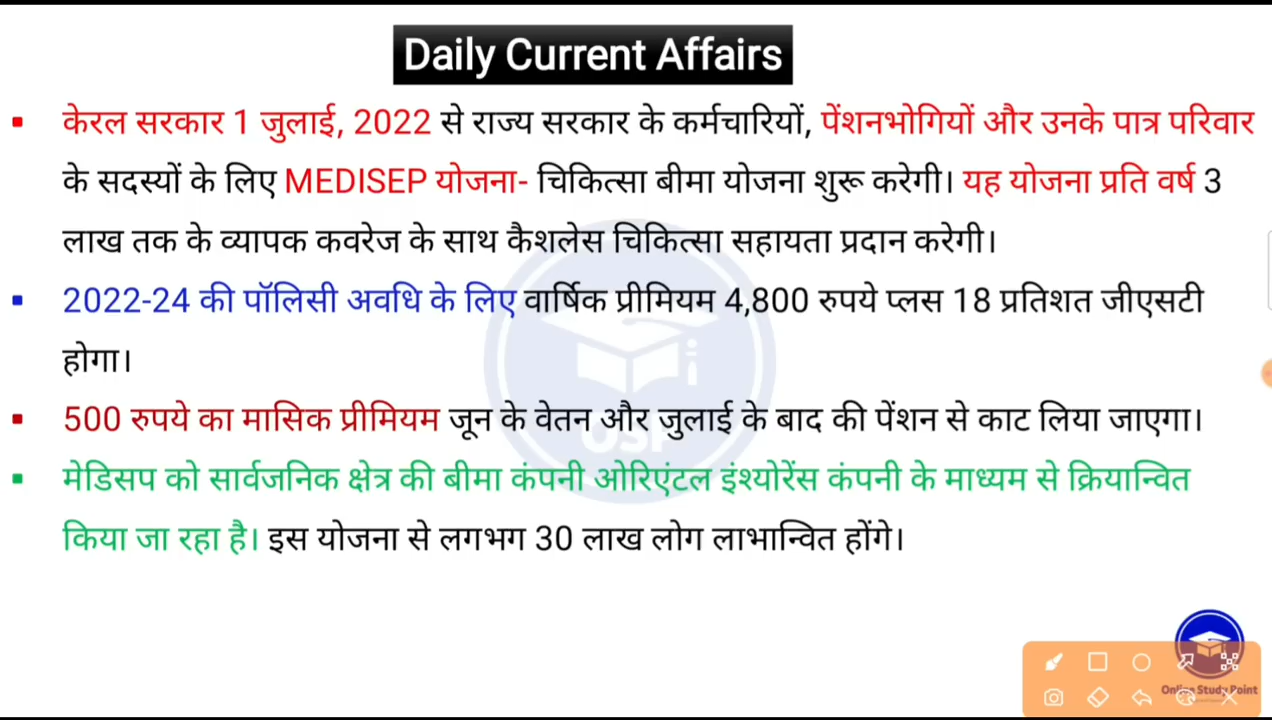 Daily Current Affairs
केरल सरकार 1 जुलाई, 2022 से राज्य सरकार के कर्मचारियों, पेंशनभोगियों और उनके पात्र परिवार
के सदस्यों के लिए MEDISEP योजना- चिकित्सा बीमा योजना शुरू करेगी। यह योजना प्रति वर्ष 3
लाख तक के व्यापक कवरेज के साथ कैशलेस चिकित्सा सहायता प्रदान करेगी।
2022-24 की पॉलिसी अवधि के लिए वार्षिक प्रीमियम 4,800 रुपये प्लस 18 प्रतिशत जीएसटी
होगा।
500 रुपये का मासिक प्रीमियम जून के वेतन और जुलाई के बाद की पेंशन से काट लिया जाएगा।
मेडिसप को सार्वजनिक क्षेत्र की बीमा कंपनी ओरिएंटल इंश्योरेंस कंपनी के माध्यम से क्रियान्वित
किया जा रहा है। इस योजना से लगभग 30 लाख लोग लाभान्वित होंगे।
OSP
Online Study Point